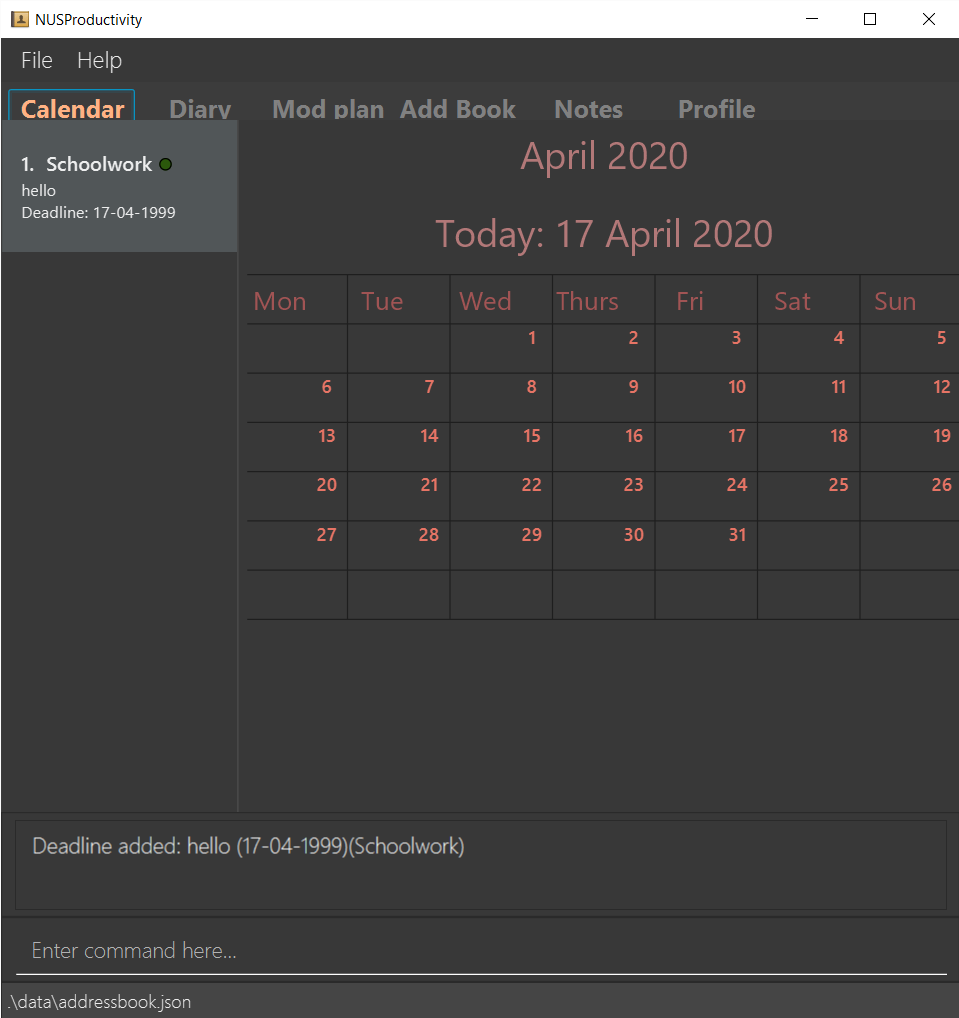 NUSProductivity
File Help
Calendar Diary Mod plan Add Book Notes Profile
1. Schoolwork
hello
Deadline: 17-04-1999
April 2020
Today: 17 April 2020
Mon Tue Wed Thurs Fri Sat Sun
1 2 3 4 5
6 7 8 9 10 11 12
13 14 15 16 17 18 19
20 21 22 23 24 25 26
27 28 29 30 31
Deadline added: hello (17-04-1999)(Schoolwork)
Enter command here...
.\data\addressbook.json